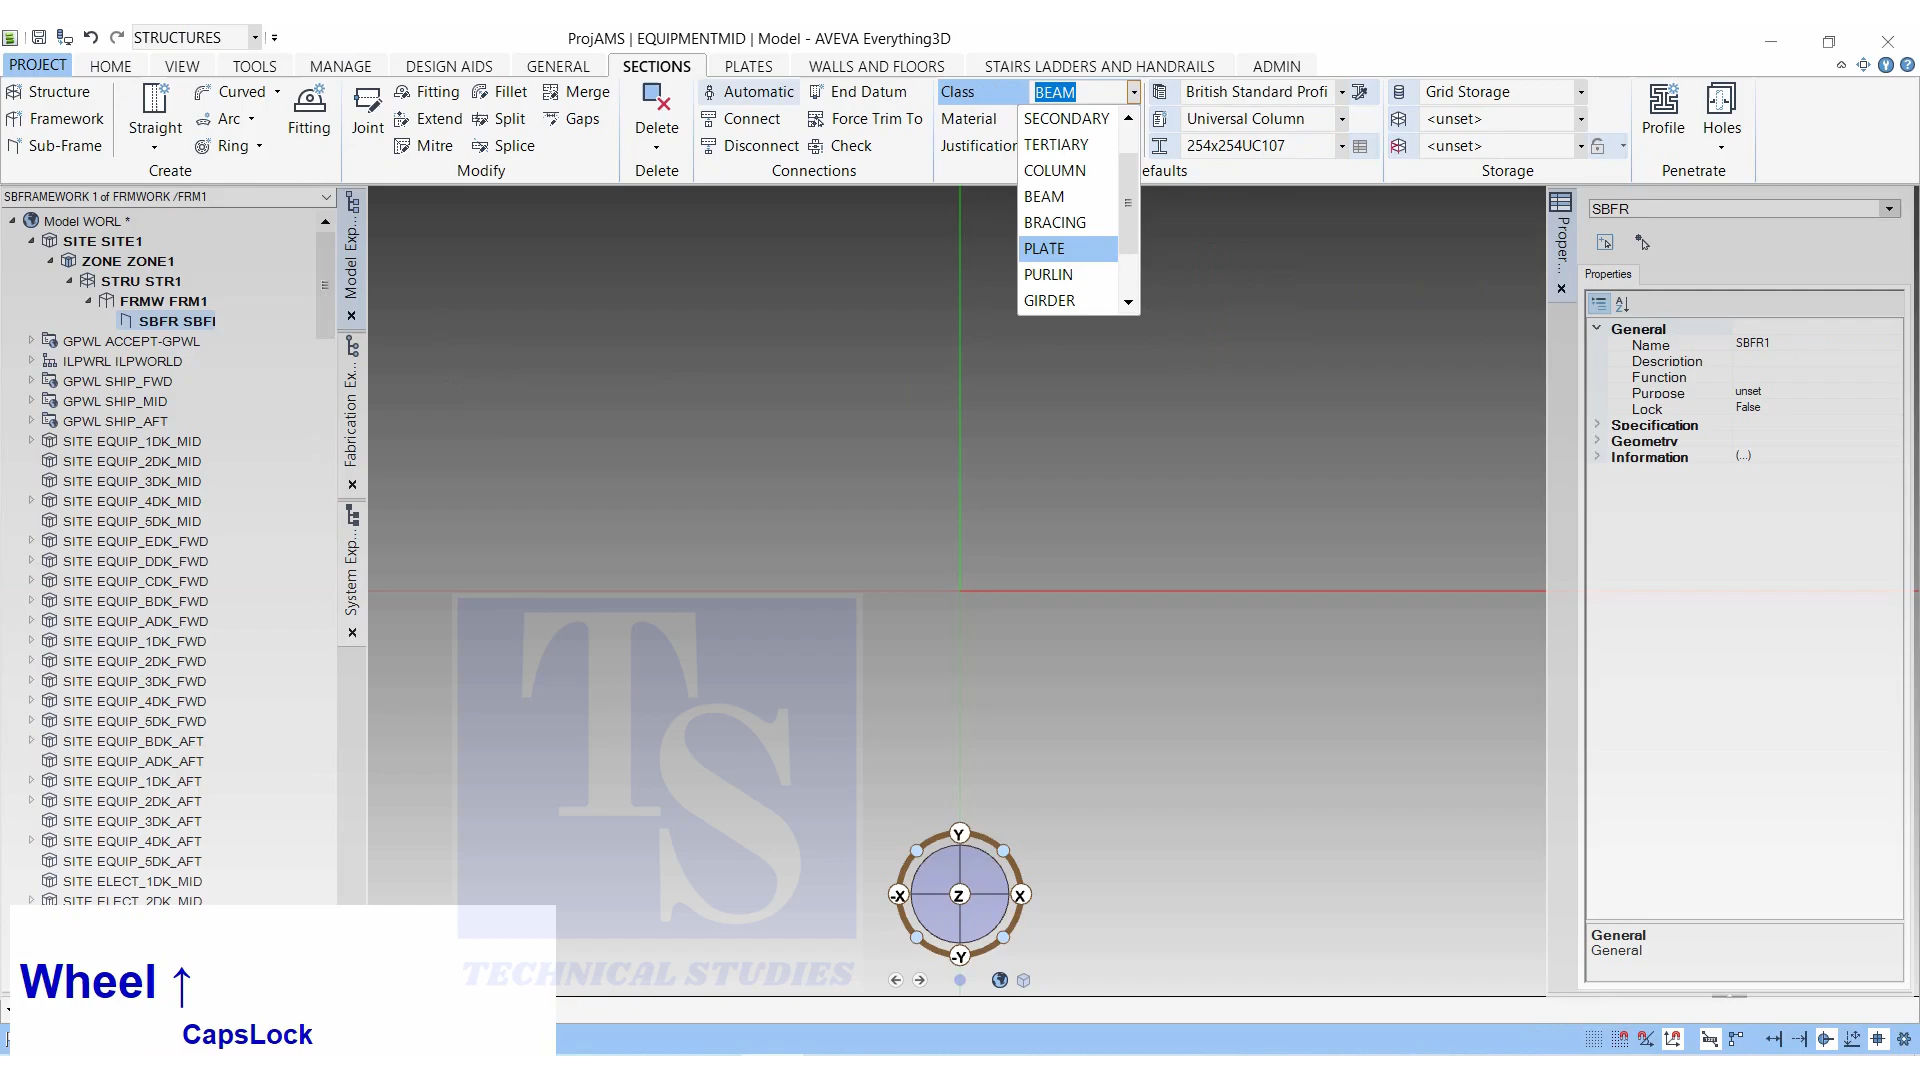 STRUCTURES
ProjAMS | EQUIPMENTMID | Model - AVEVA Everything3D
PROJECT HOME VIEW TOOLS MANAGE DESIGN AIDS GENERAL SECTIONS PLATES WALLS AND FLOORS STAIRS LADDERS AND HANDRAILS ADMIN
Structure
Framework
Sub-Frame
Straight
Curved
Arc
Ring
Fitting
Create
Joint
Fitting
Extend
Mitre
Fillet
Split
Splice
Merge
Gaps
Modify
Delete
Delete
Automatic
Connect
Disconnect
End Datum
Force Trim To
Check
Connections
Class
BEAM
Material
Justification
SECONDARY
TERTIARY
COLUMN
BEAM
BRACING
PLATE
PURLIN
GIRDER
British Standard Profi
Universal Column
254x254UC107
efaults
Grid Storage
<unset>
<unset>
Storage
Profile
Holes
Penetrate
SBFRAMEWORK 1 of FRMWORK /FRM1
Model WORL *
SITE SITE1
ZONE ZONE1
STRU STR1
FRMW FRM1
SBFR SBFI
GPWL ACCEPT-GPWL
ILPWRL ILPWORLD
GPWL SHIP_FWD
GPWL SHIP_MID
GPWL SHIP_AFT
SITE EQUIP_1DK_MID
SITE EQUIP_2DK_MID
SITE EQUIP_3DK_MID
SITE EQUIP_4DK_MID
SITE EQUIP_5DK_MID
SITE EQUIP_EDK_FWD
SITE EQUIP_DDK_FWD
SITE EQUIP_CDK_FWD
SITE EQUIP_BDK_FWD
SITE EQUIP_ADK_FWD
SITE EQUIP_1DK_FWD
SITE EQUIP_2DK_FWD
SITE EQUIP_3DK_FWD
SITE EQUIP_4DK_FWD
SITE EQUIP_5DK_FWD
SITE EQUIP_BDK_AFT
SITE EQUIP_ADK_AFT
SITE EQUIP_1DK_AFT
SITE EQUIP_2DK_AFT
SITE EQUIP_3DK_AFT
SITE EQUIP_4DK_AFT
SITE EQUIP_5DK_AFT
SITE ELECT_1DK_MID
SITE ELECT_2DK_MID
Model Exp...
Fabrication Ex...
System Exp...
TS
TECHNICAL STUDIES
Y
-X Z X
-Y
Wheel ↑
CapsLock
Proper...
SBFR
Properties
General
Name SBFR1
Description
Function
Purpose unset
Lock False
Specification
Geometry
Information (...)
General
General